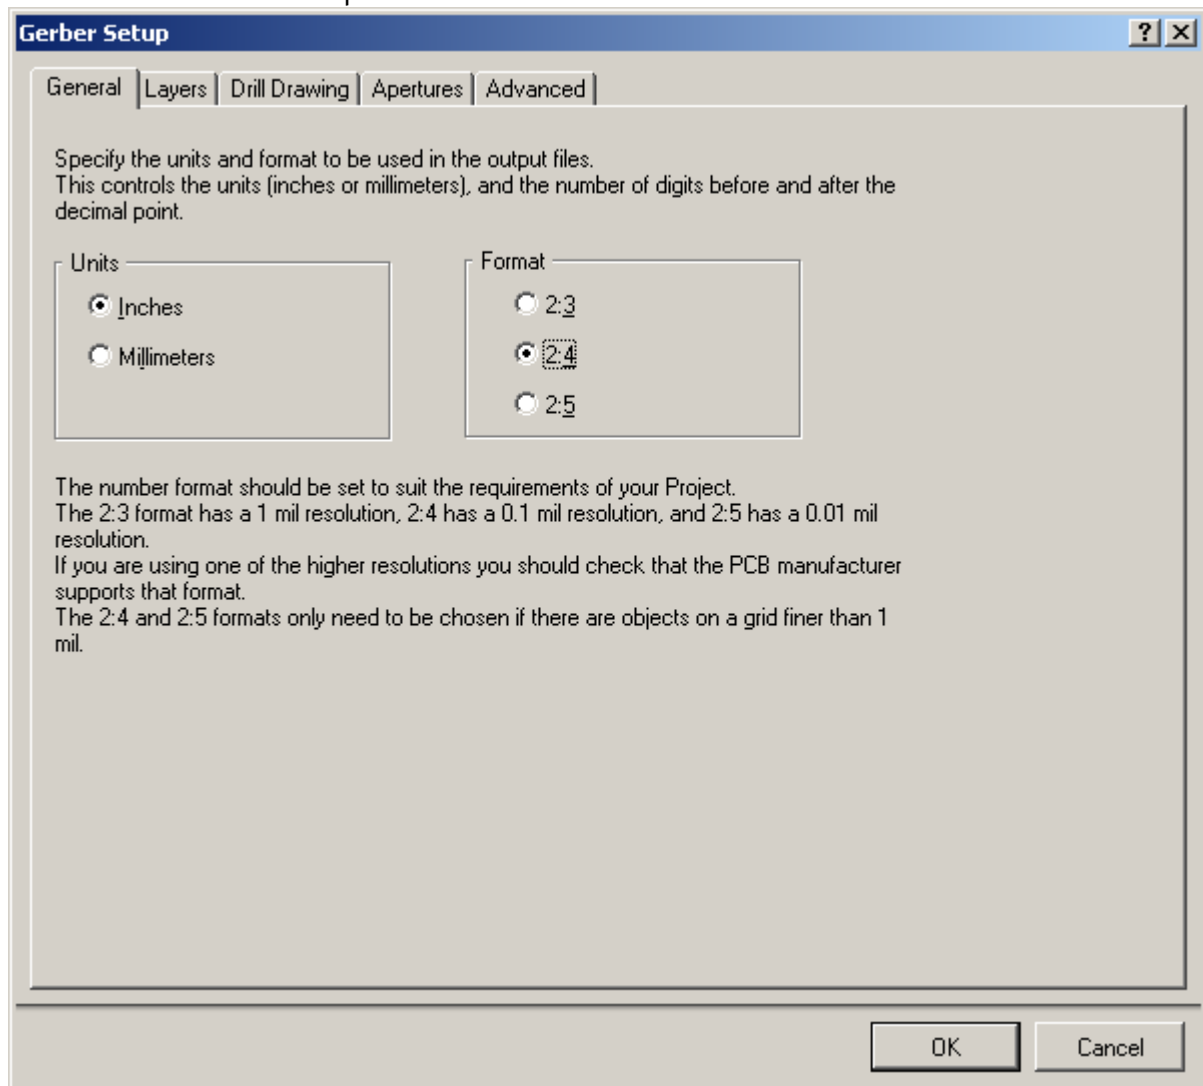 Gerber Setup
General Layers Drill Drawing Apertures Advanced
Specify the units and format to be used in the output files.
This controls the units (inches or millimeters), and the number of digits before and after the
decimal point.
Units
Inches
Millimeters
Format
2:3
2:4
2:5
The number format should be set to suit the requirements of your Project.
The 2:3 format has a 1 mil resolution, 2:4 has a 0.1 mil resolution, and 2:5 has a 0.01 mil
resolution.
If you are using one of the higher resolutions you should check that the PCB manufacturer
supports that format.
The 2:4 and 2:5 formats only need to be chosen if there are objects on a grid finer than 1
mil.
OK Cancel